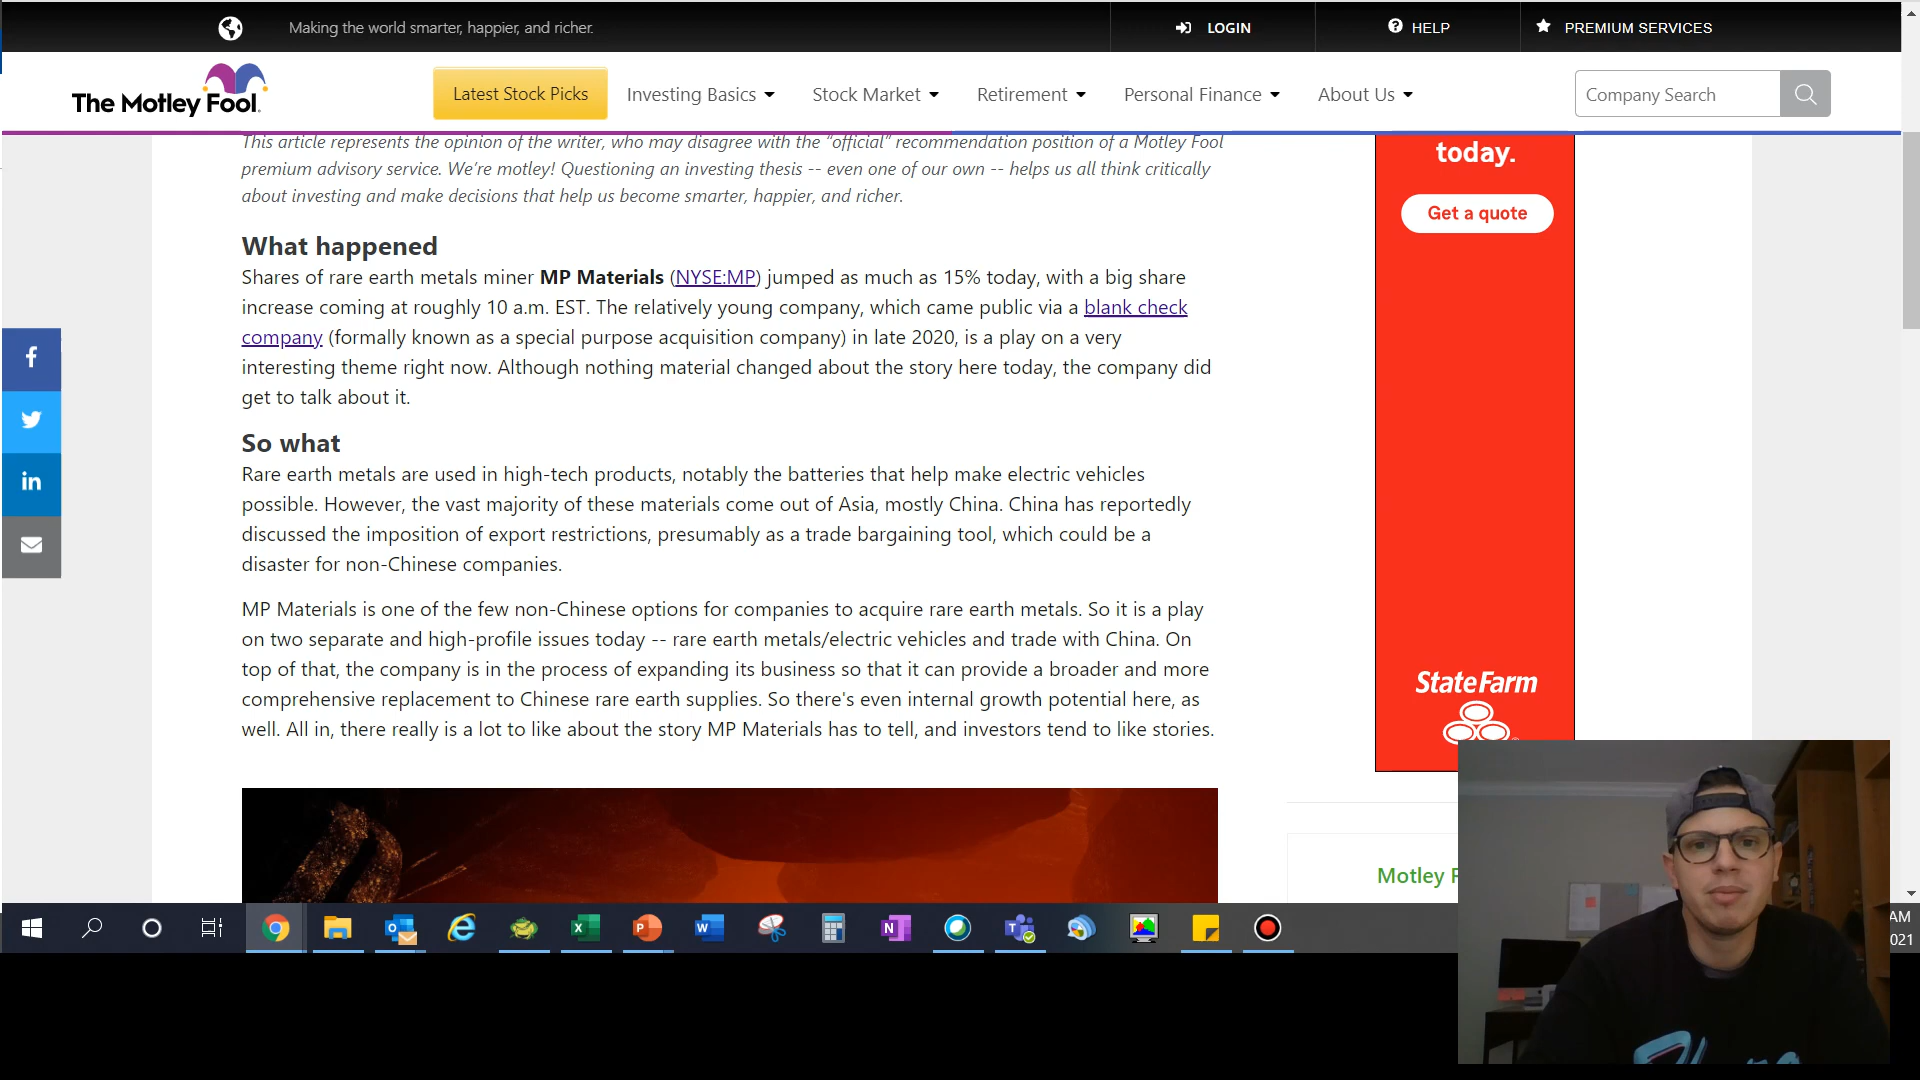 Making the world smarter, happier, and richer.
LOGIN
HELP
PREMIUM SERVICES
The Motley Fool.
Latest Stock Picks
Investing Basics
Stock Market
Retirement
Personal Finance
About Us
Company Search
This article represents the opinion of the writer, who may disagree with the “official” recommendation position of a Motley Fool
premium advisory service. We’re motley! Questioning an investing thesis -- even one of our own -- helps us all think critically
about investing and make decisions that help us become smarter, happier, and richer.
What happened
Shares of rare earth metals miner MP Materials (NYSE:MP) jumped as much as 15% today, with a big share
increase coming at roughly 10 a.m. EST. The relatively young company, which came public via a blank check
company (formally known as a special purpose acquisition company) in late 2020, is a play on a very
interesting theme right now. Although nothing material changed about the story here today, the company did
get to talk about it.
So what
Rare earth metals are used in high-tech products, notably the batteries that help make electric vehicles
possible. However, the vast majority of these materials come out of Asia, mostly China. China has reportedly
discussed the imposition of export restrictions, presumably as a trade bargaining tool, which could be a
disaster for non-Chinese companies.
MP Materials is one of the few non-Chinese options for companies to acquire rare earth metals. So it is a play
on two separate and high-profile issues today -- rare earth metals/electric vehicles and trade with China. On
top of that, the company is in the process of expanding its business so that it can provide a broader and more
comprehensive replacement to Chinese rare earth supplies. So there's even internal growth potential here, as
well. All in, there really is a lot to like about the story MP Materials has to tell, and investors tend to like stories.
today.
Get a quote
StateFarm
Motley F
AM
021